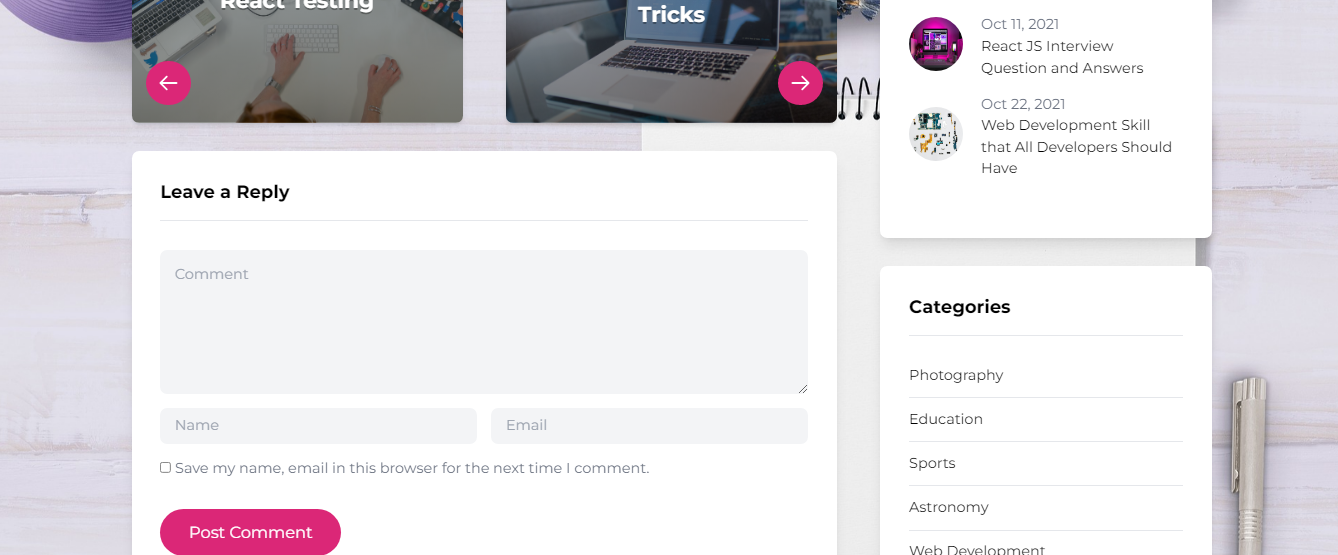 React Testing
Tricks
Leave a Reply
Comment
Name
Email
Save my name, email in this browser for the next time I comment.
Post Comment
Oct 11, 2021
React JS Interview
Question and Answers
Oct 22, 2021
Web Development Skill
that All Developers Should
Have
Categories
Photography
Education
Sports
Astronomy
Web Development